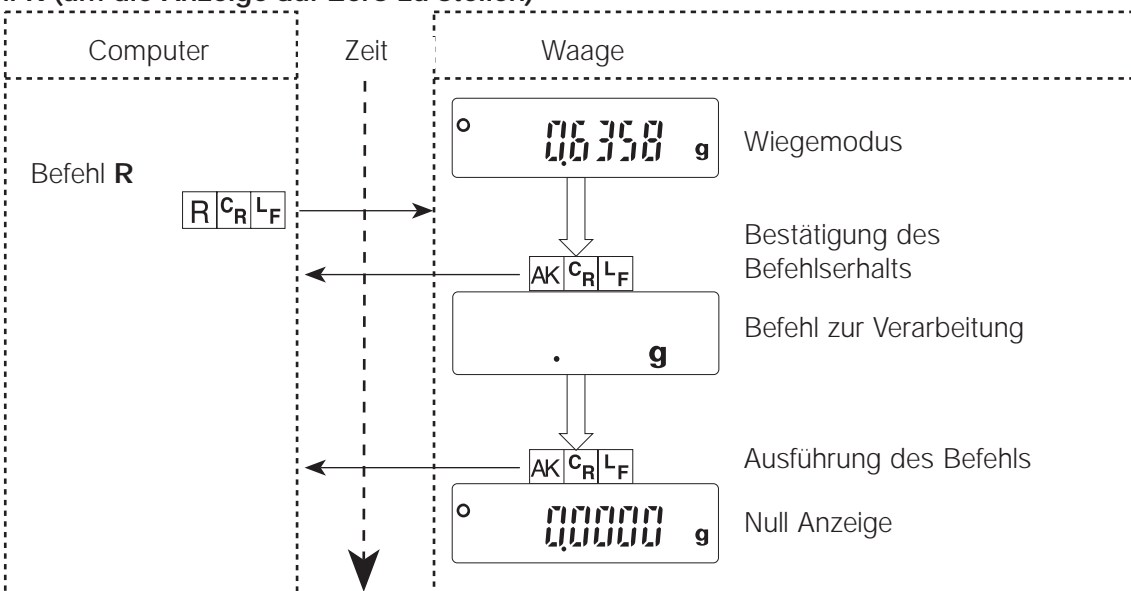 Computer Zeit Waage
0.6358 g Wiegemodus
Befehl R
R CR LF
Bestätigung des
Befehlserhalts
AK CR LF
. g Befehl zur Verarbeitung
AK CR LF Ausführung des Befehls
0.0000 g Null Anzeige